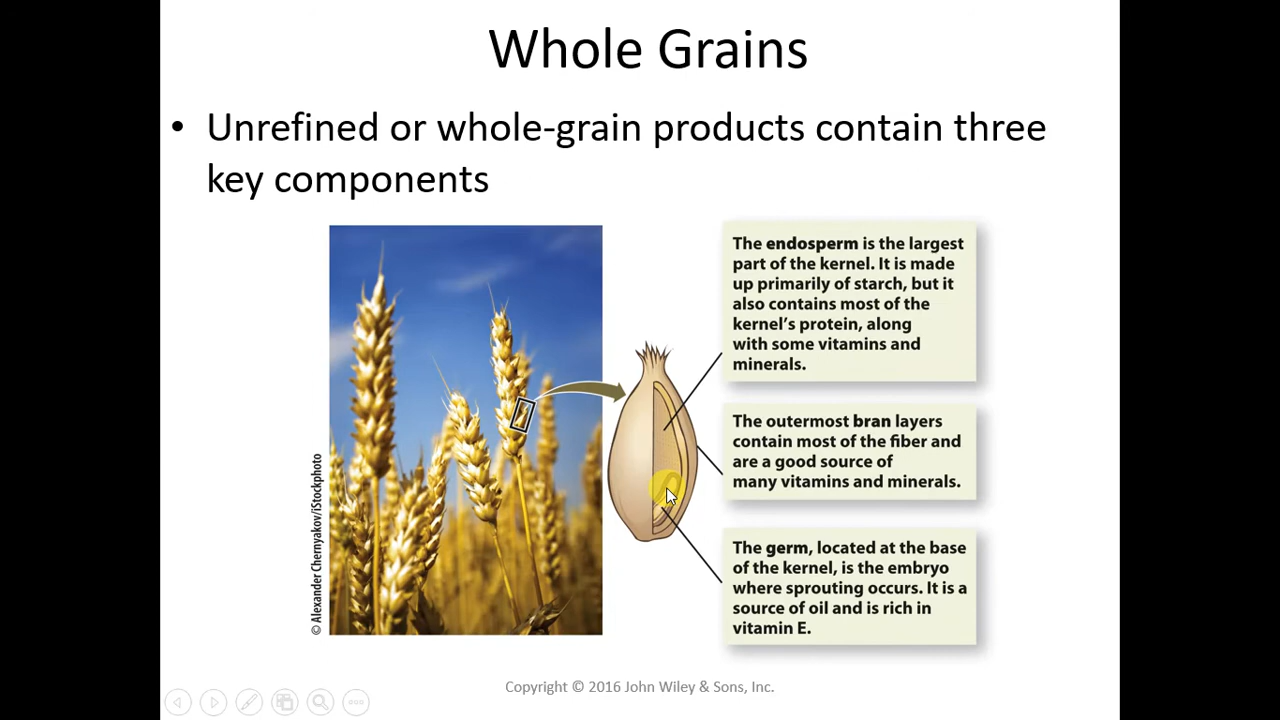 Whole Grains
• Unrefined or whole-grain products contain three
key components
The endosperm is the largest
part of the kernel. It is made
up primarily of starch, but it
also contains most of the
kernel's protein, along
with some vitamins and
minerals.
The outermost bran layers
contain most of the fiber and
are a good source of
many vitamins and minerals.
The germ, located at the base
of the kernel, is the embryo
where sprouting occurs. It is a
source of oil and is rich in
vitamin E.
© Alexander Chernyakov/iStockphoto
Copyright © 2016 John Wiley & Sons, Inc.